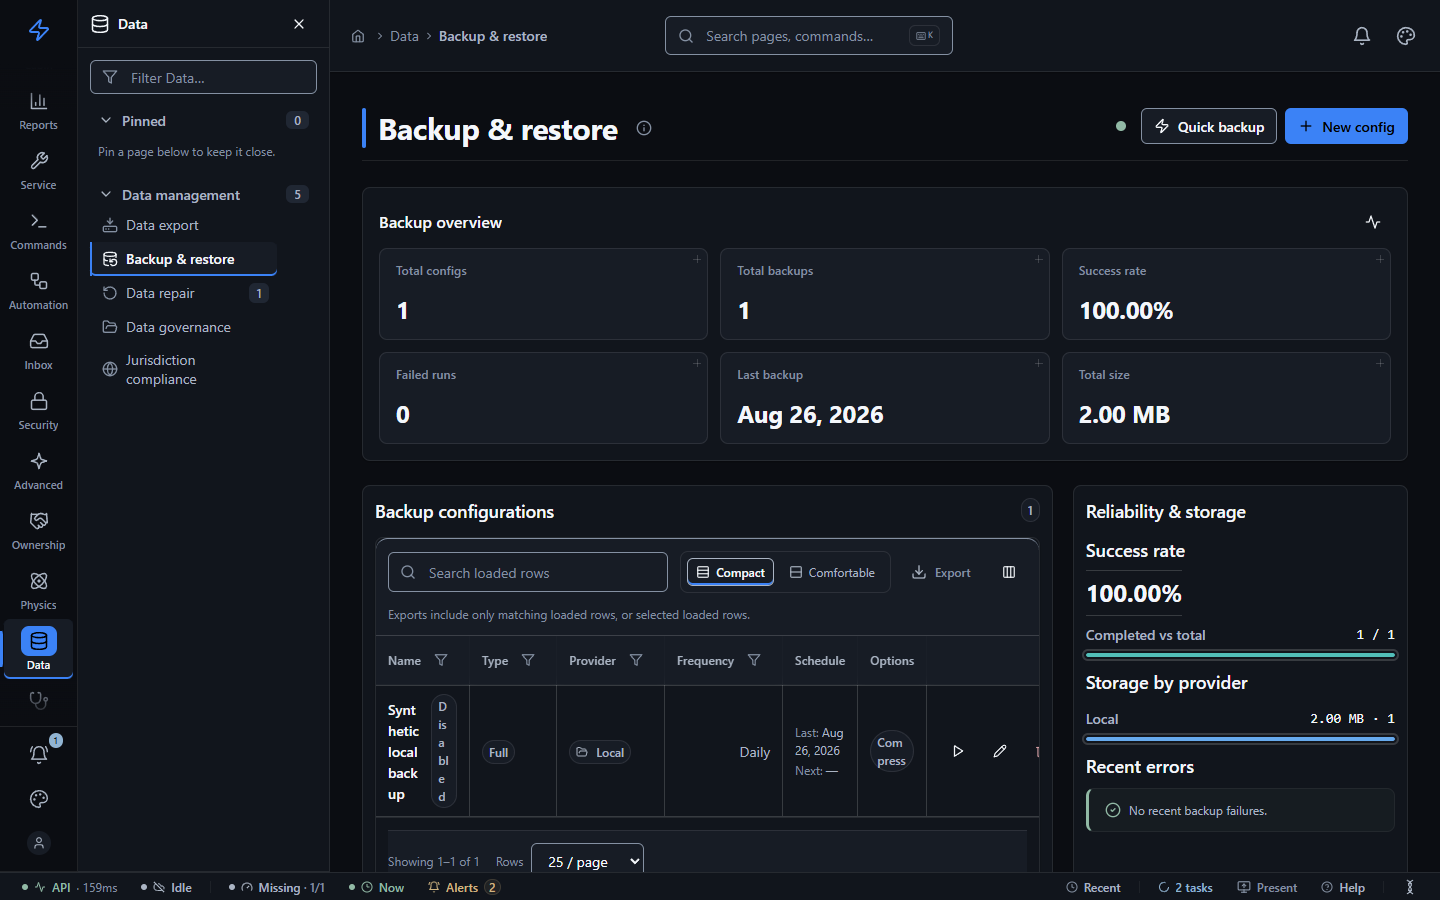 Data
Filter Data...
Pinned
0
Pin a page below to keep it close.
Data management
5
Data export
Backup & restore
Data repair
1
Data governance
Jurisdiction
compliance
Reports
Service
Commands
Automation
Inbox
Security
Advanced
Ownership
Physics
Data
1
Data
Backup & restore
Search pages, commands...
K
Backup & restore
Quick backup
New config
Backup overview
Total configs
1
Total backups
1
Success rate
100.00%
Failed runs
0
Last backup
Aug 26, 2026
Total size
2.00 MB
Backup configurations
1
Search loaded rows
Compact
Comfortable
Export
Exports include only matching loaded rows, or selected loaded rows.
Name
Type
Provider
Frequency
Schedule
Options
Synt
hetic
local
back
up
D
is
a
bl
e
d
Full
Local
Daily
Last: Aug
26, 2026
Next: —
Com
press
Showing 1–1 of 1
Rows
25 / page
Reliability & storage
Success rate
100.00%
Completed vs total
1 / 1
Storage by provider
Local
2.00 MB · 1
Recent errors
No recent backup failures.
API · 159ms
Idle
Missing · 1/1
Now
Alerts 2
Recent
2 tasks
Present
Help